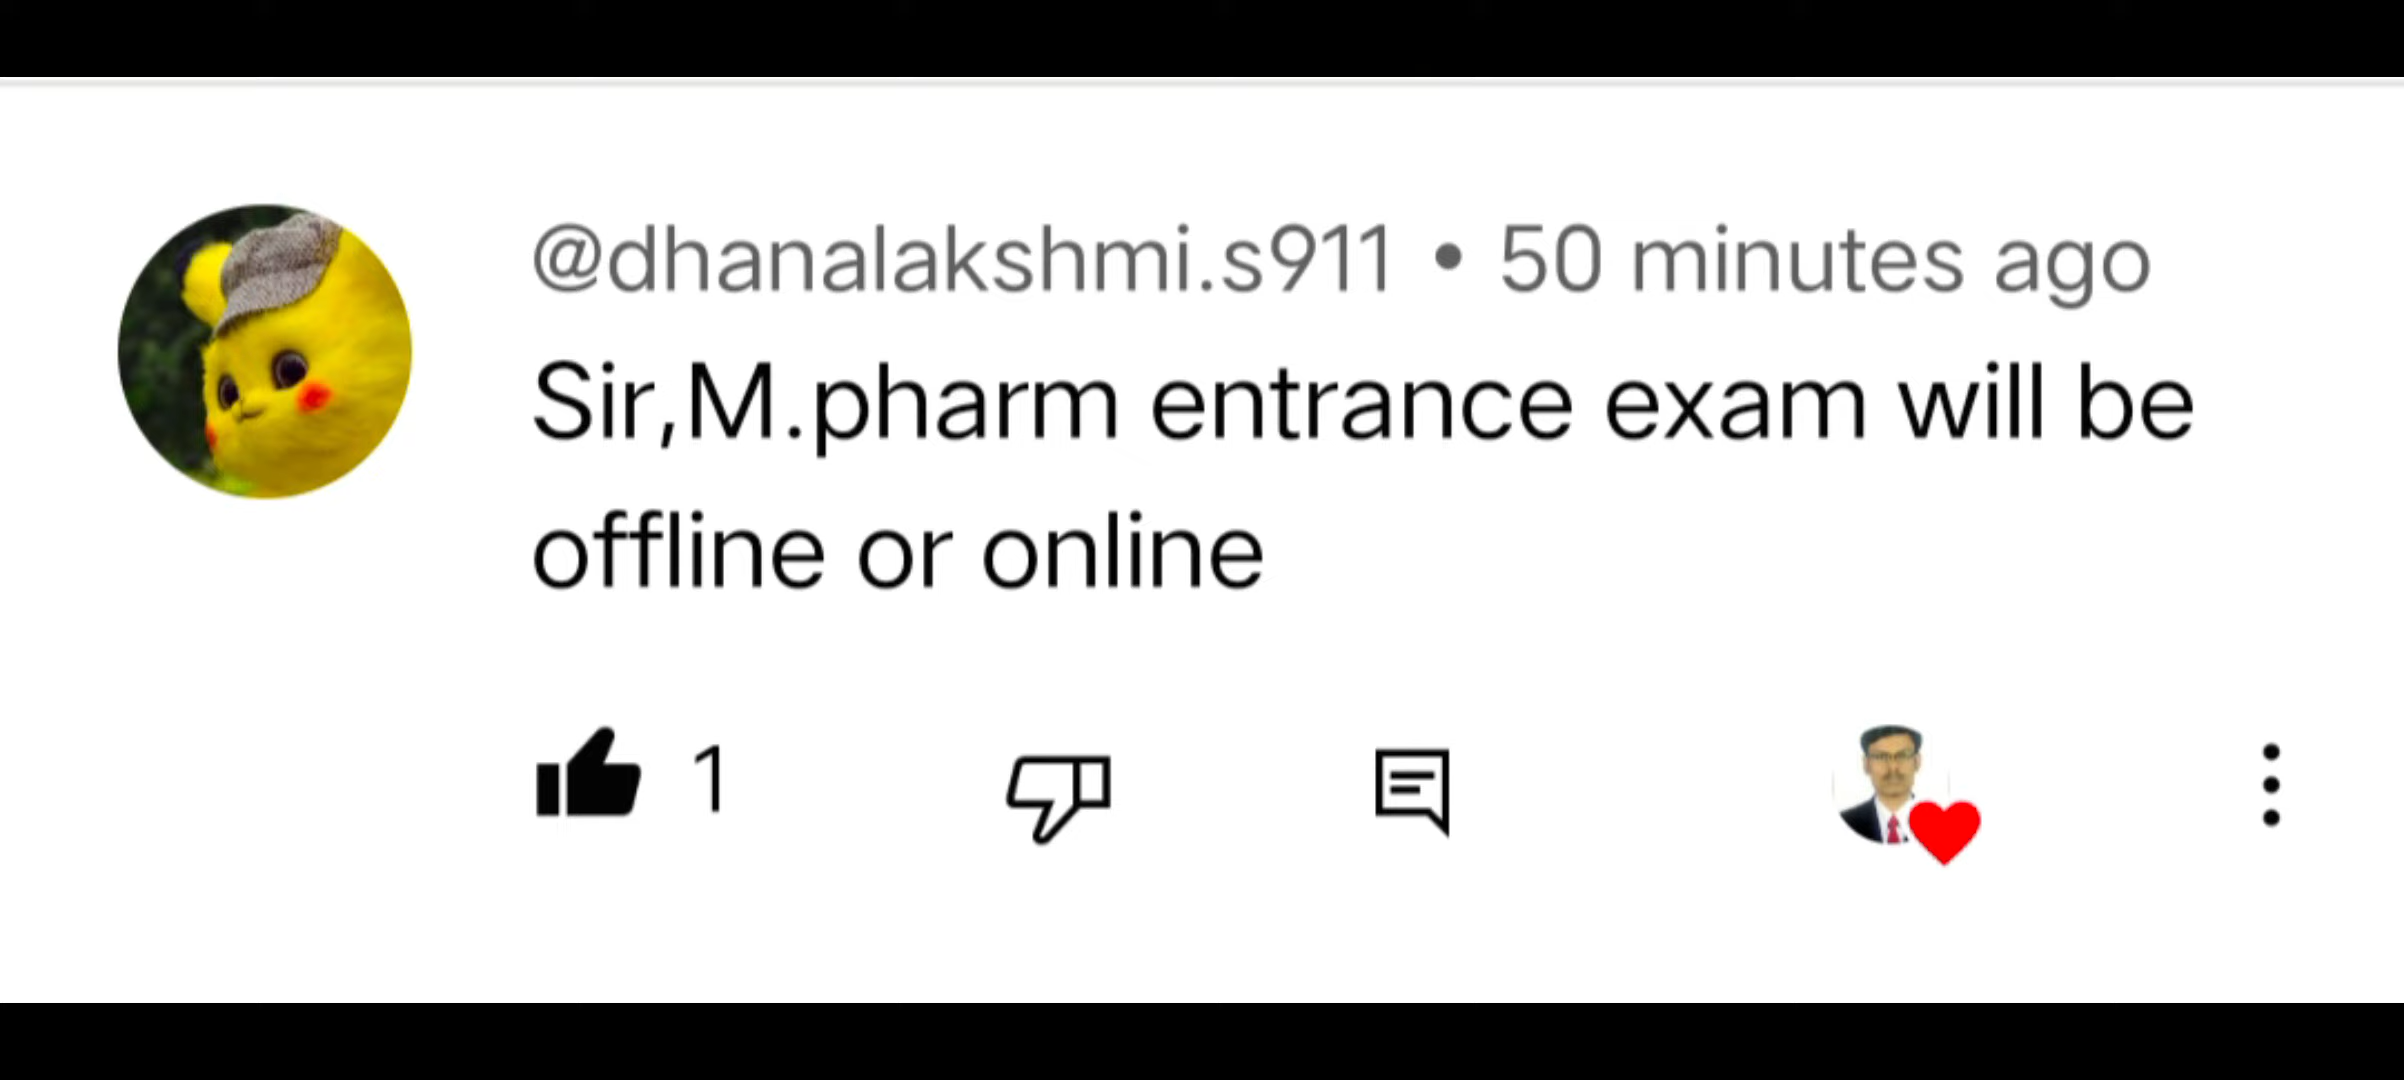 @dhanalakshmi.s911 • 50 minutes ago
Sir,M.pharm entrance exam will be
offline or online
1